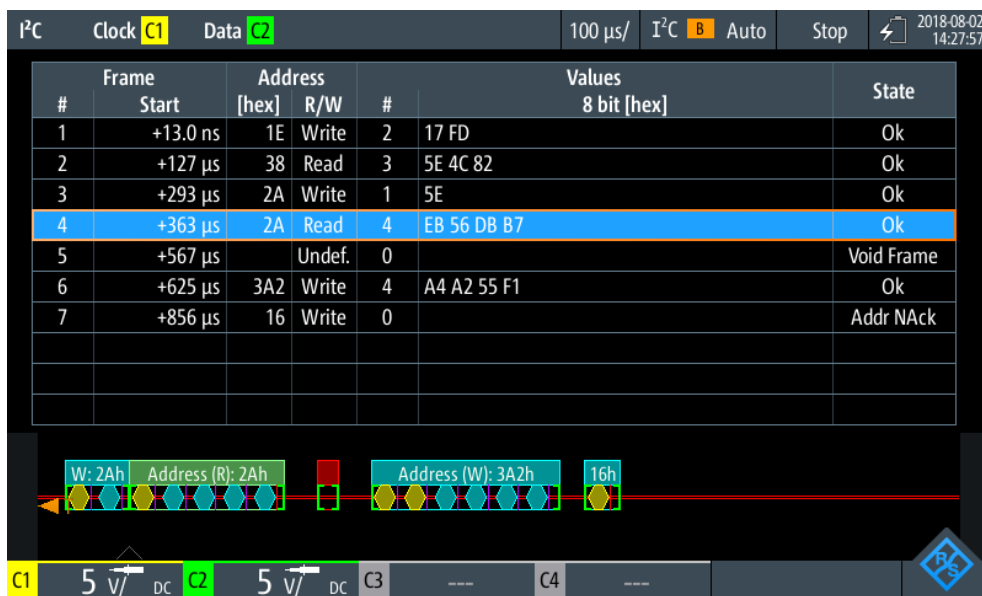 I²C Clock C1 Data C2 100 µs/ I²C B Auto Stop 2018-08-02
14:27:57
Frame Address Values State
# Start [hex] R/W # 8 bit [hex]
1 +13.0 ns 1E Write 2 17 FD Ok
2 +127 µs 38 Read 3 5E 4C 82 Ok
3 +293 µs 2A Write 1 5E Ok
4 +363 µs 2A Read 4 EB 56 DB B7 Ok
5 +567 µs Undef. 0 Void Frame
6 +625 µs 3A2 Write 4 A4 A2 55 F1 Ok
7 +856 µs 16 Write 0 Addr NAck
W: 2Ah Address (R): 2Ah Address (W): 3A2h 16h
C1 5 V/ DC C2 5 V/ DC C3 --- C4 ---
R&S